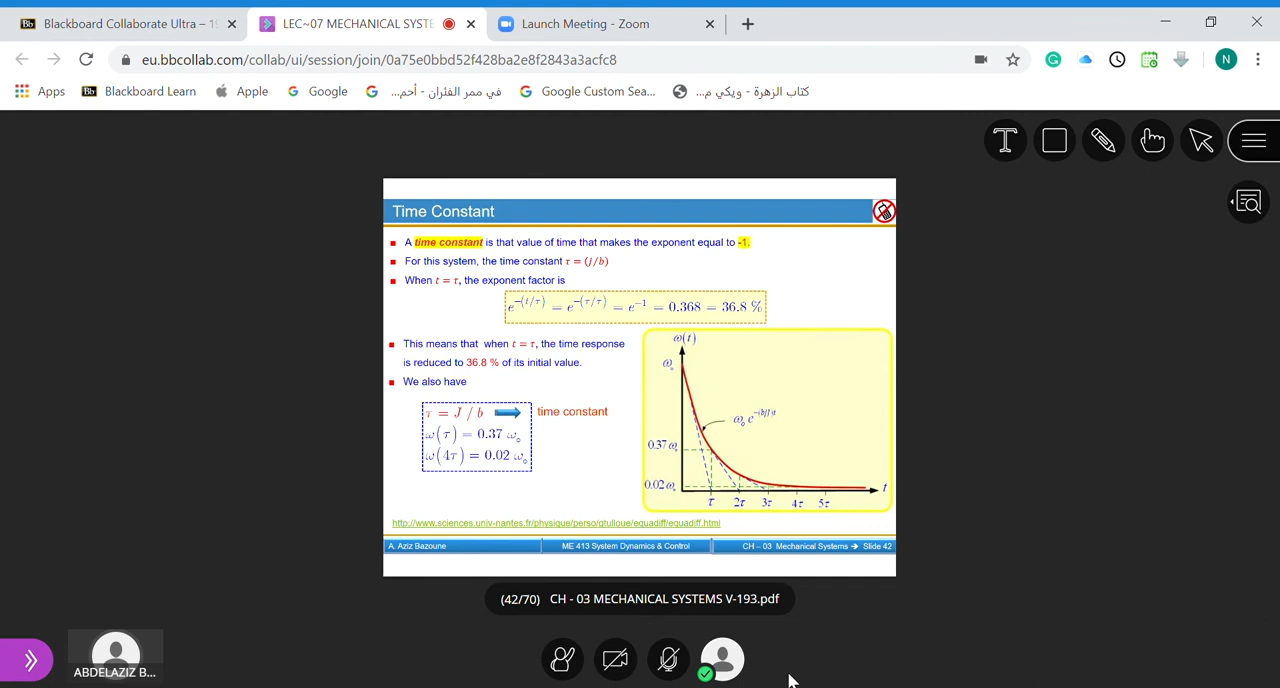 Bb Blackboard Collaborate Ultra – 19
LEC~07 MECHANICAL SYSTE
Launch Meeting - Zoom
eu.bbcollab.com/collab/ui/session/join/0a75e0bbd52f428ba2e8f2843a3acfc8
N
Apps
Bb Blackboard Learn
Apple
Google
في ممر الفئران - أحم...
Google Custom Sea...
كتاب الزهرة - ويكي م...
Time Constant
A time constant is that value of time that makes the exponent equal to -1.
For this system, the time constant τ = (J/b)
When t = τ, the exponent factor is
e^−(t/τ) = e^−(τ/τ) = e^−1 = 0.368 = 36.8 %
This means that when t = τ, the time response
is reduced to 36.8 % of its initial value.
We also have
τ = J / b time constant
ω(τ) = 0.37 ω₀
ω(4τ) = 0.02 ω₀
ω(t)
ω₀
ω₀ e^−(b/J)t
0.37 ω₀
0.02 ω₀
t
τ 2τ 3τ 4τ 5τ
http://www.sciences.univ-nantes.fr/physique/perso/gtulloue/equadiff/equadiff.html
A. Aziz Bazoune
ME 413 System Dynamics & Control
CH – 03 Mechanical Systems → Slide 42
(42/70) CH - 03 MECHANICAL SYSTEMS V-193.pdf
ABDELAZIZ B...